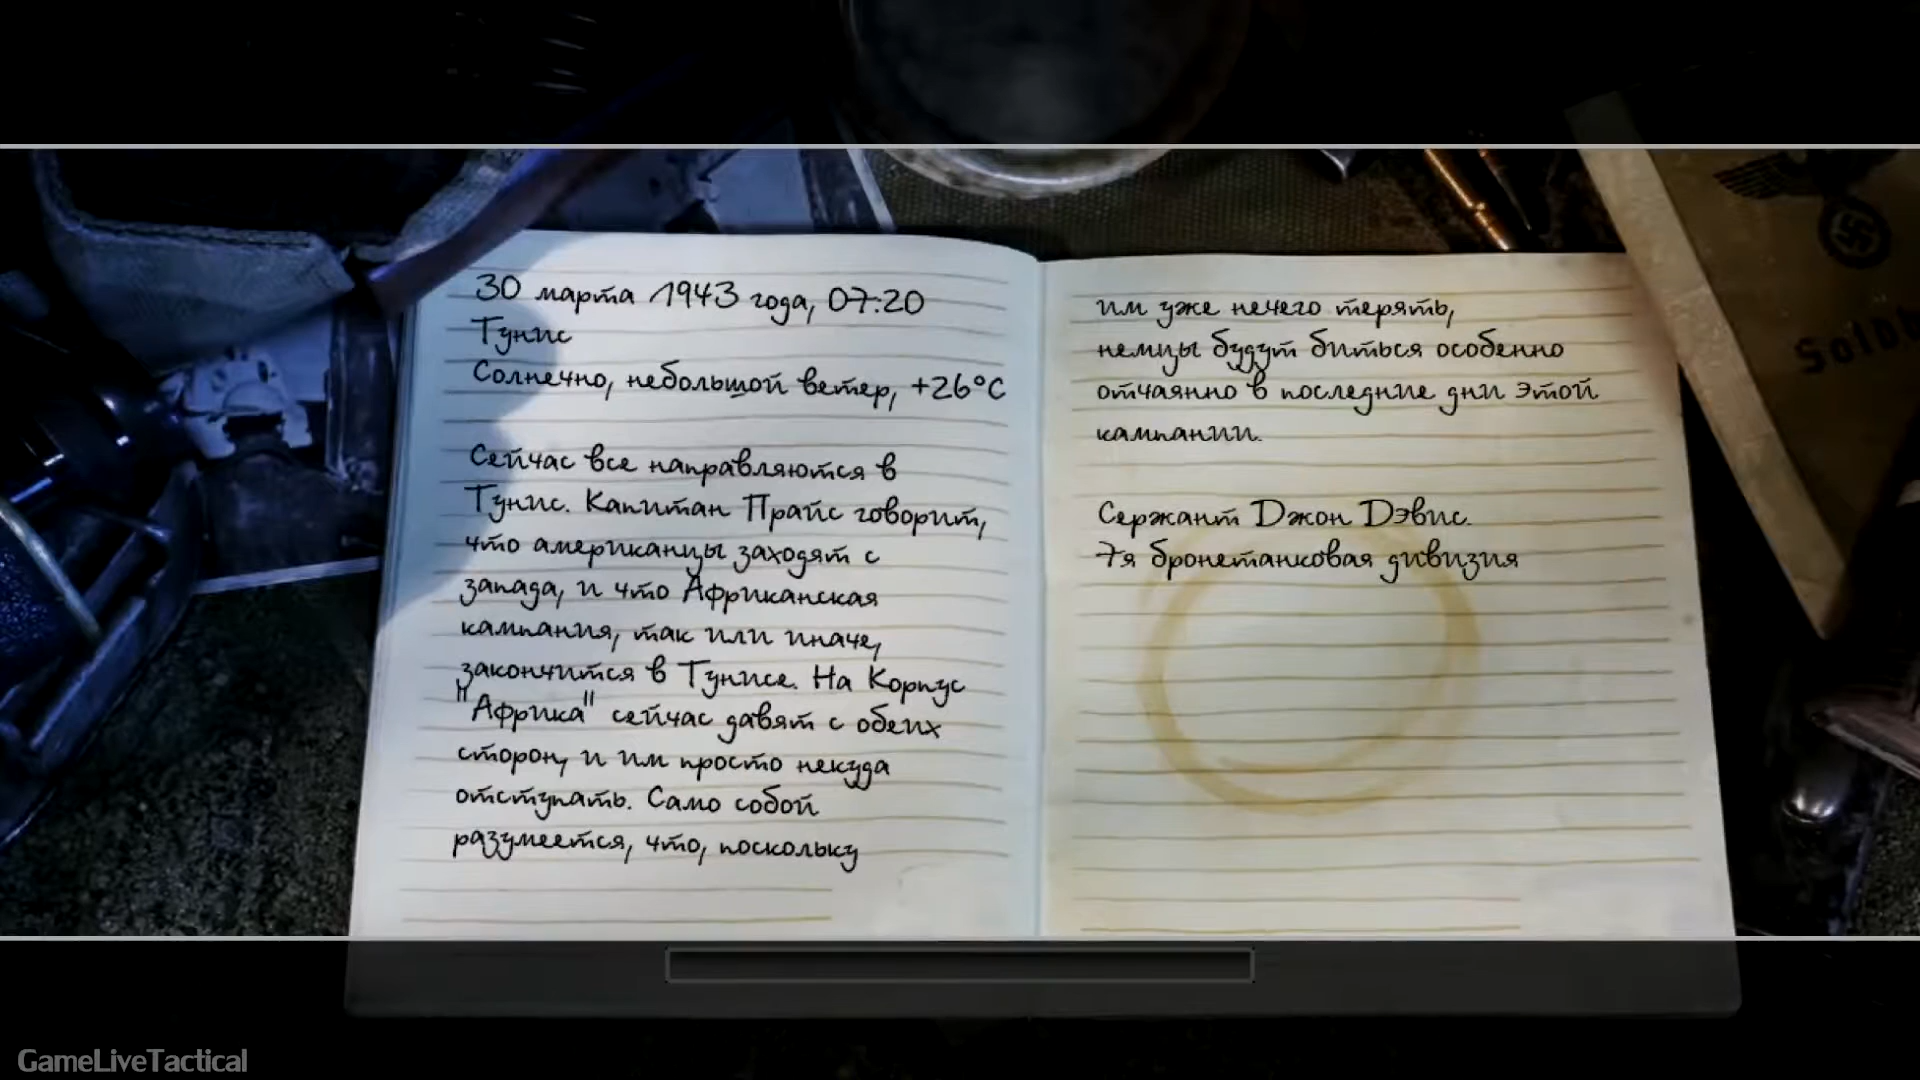 30 марта 1943 года, 07:20
Тунис
Солнечно, небольшой ветер, +26°C
Сейчас все направляются в
Тунис. Капитан Прайс говорит,
что американцы заходят с
запада, и что Африканская
кампания, так или иначе,
закончится в Тунисе. На Корпус
"Африка" сейчас давят с обеих
сторон, и им просто некуда
отступать. Само собой
разумеется, что, поскольку
им уже нечего терять,
немцы будут биться особенно
отчаянно в последние дни этой
кампании.
Сержант Джон Дэвис.
7я бронетанковая дивизия
GameLiveTactical